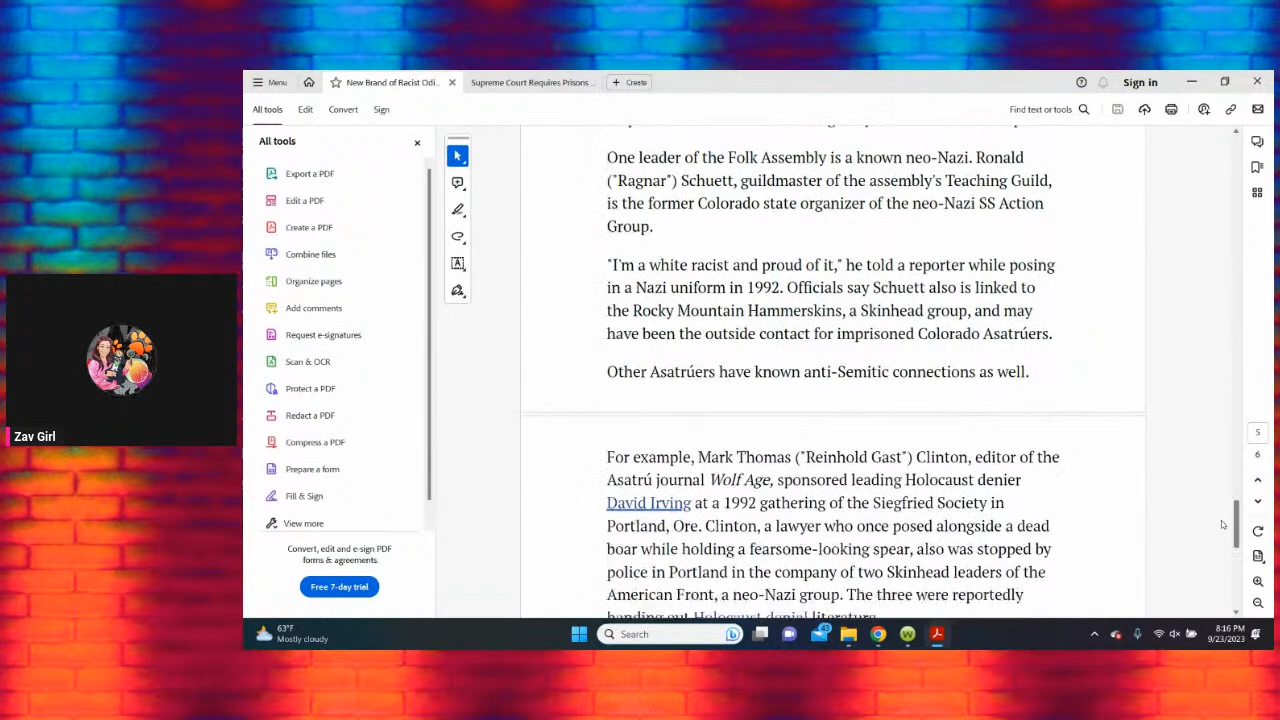 Menu
New Brand of Racist Odi...
Supreme Court Requires Prisons ...
Create
Sign in
All tools
Edit
Convert
Sign
Find text or tools
All tools
Export a PDF
Edit a PDF
Create a PDF
Combine files
Organize pages
Add comments
Request e-signatures
Scan & OCR
Protect a PDF
Redact a PDF
Compress a PDF
Prepare a form
Fill & Sign
View more
Convert, edit and e-sign PDF
forms & agreements.
Free 7-day trial
One leader of the Folk Assembly is a known neo-Nazi. Ronald
("Ragnar") Schuett, guildmaster of the assembly's Teaching Guild,
is the former Colorado state organizer of the neo-Nazi SS Action
Group.
"I'm a white racist and proud of it," he told a reporter while posing
in a Nazi uniform in 1992. Officials say Schuett also is linked to
the Rocky Mountain Hammerskins, a Skinhead group, and may
have been the outside contact for imprisoned Colorado Asatrúers.
Other Asatrúers have known anti-Semitic connections as well.
For example, Mark Thomas ("Reinhold Gast") Clinton, editor of the
Asatrú journal Wolf Age, sponsored leading Holocaust denier
David Irving at a 1992 gathering of the Siegfried Society in
Portland, Ore. Clinton, a lawyer who once posed alongside a dead
boar while holding a fearsome-looking spear, also was stopped by
police in Portland in the company of two Skinhead leaders of the
American Front, a neo-Nazi group. The three were reportedly
handing out Holocaust denial literature.
5
6
Zav Girl
63°F
Mostly cloudy
Search
8:16 PM
9/23/2023